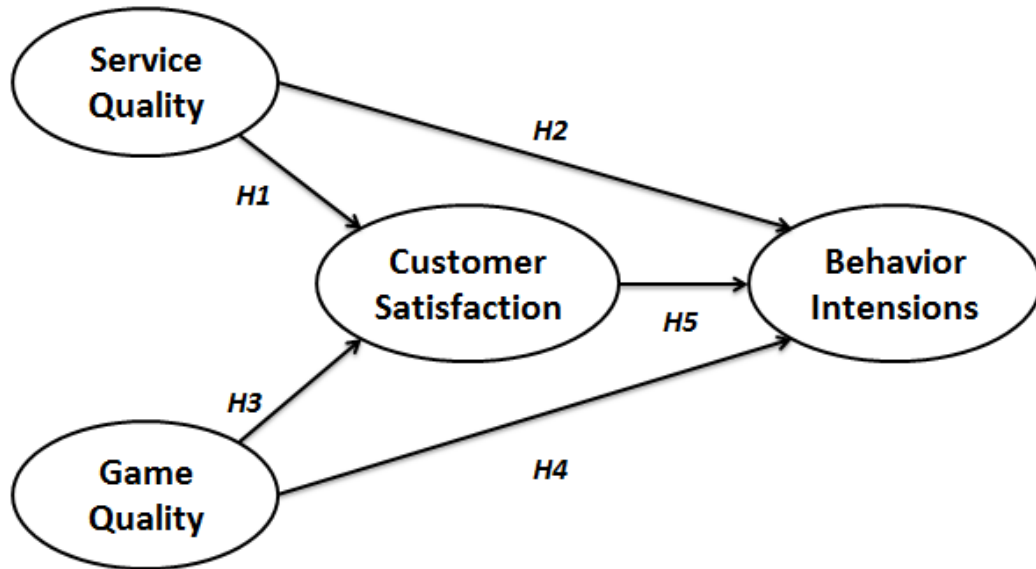 Service
Quality
H2
H1
Customer
Satisfaction
Behavior
Intensions
H5
H3
Game
Quality
H4